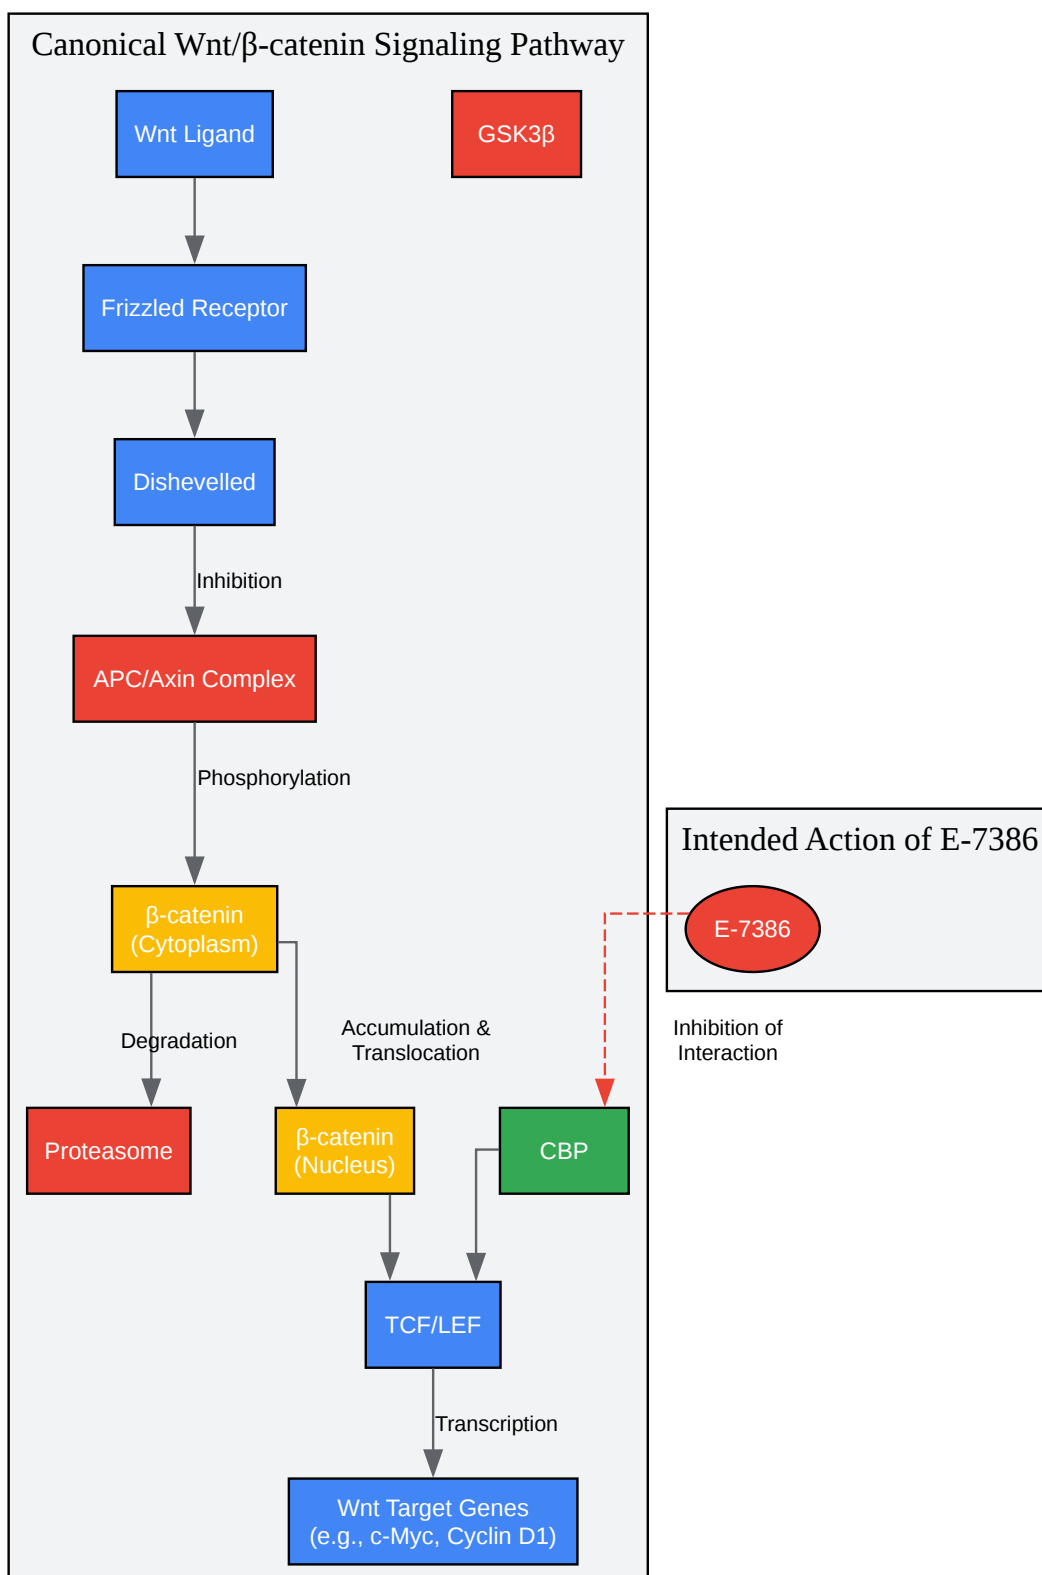 Canonical Wnt/β-catenin Signaling Pathway
Wnt Ligand
GSK3β
Frizzled Receptor
Dishevelled
Inhibition
APC/Axin Complex
Phosphorylation
Intended Action of E-7386
E-7386
β-catenin
(Cytoplasm)
Degradation
Accumulation &
Translocation
Inhibition of
Interaction
Proteasome
β-catenin
(Nucleus)
CBP
TCF/LEF
Transcription
Wnt Target Genes
(e.g., c-Myc, Cyclin D1)